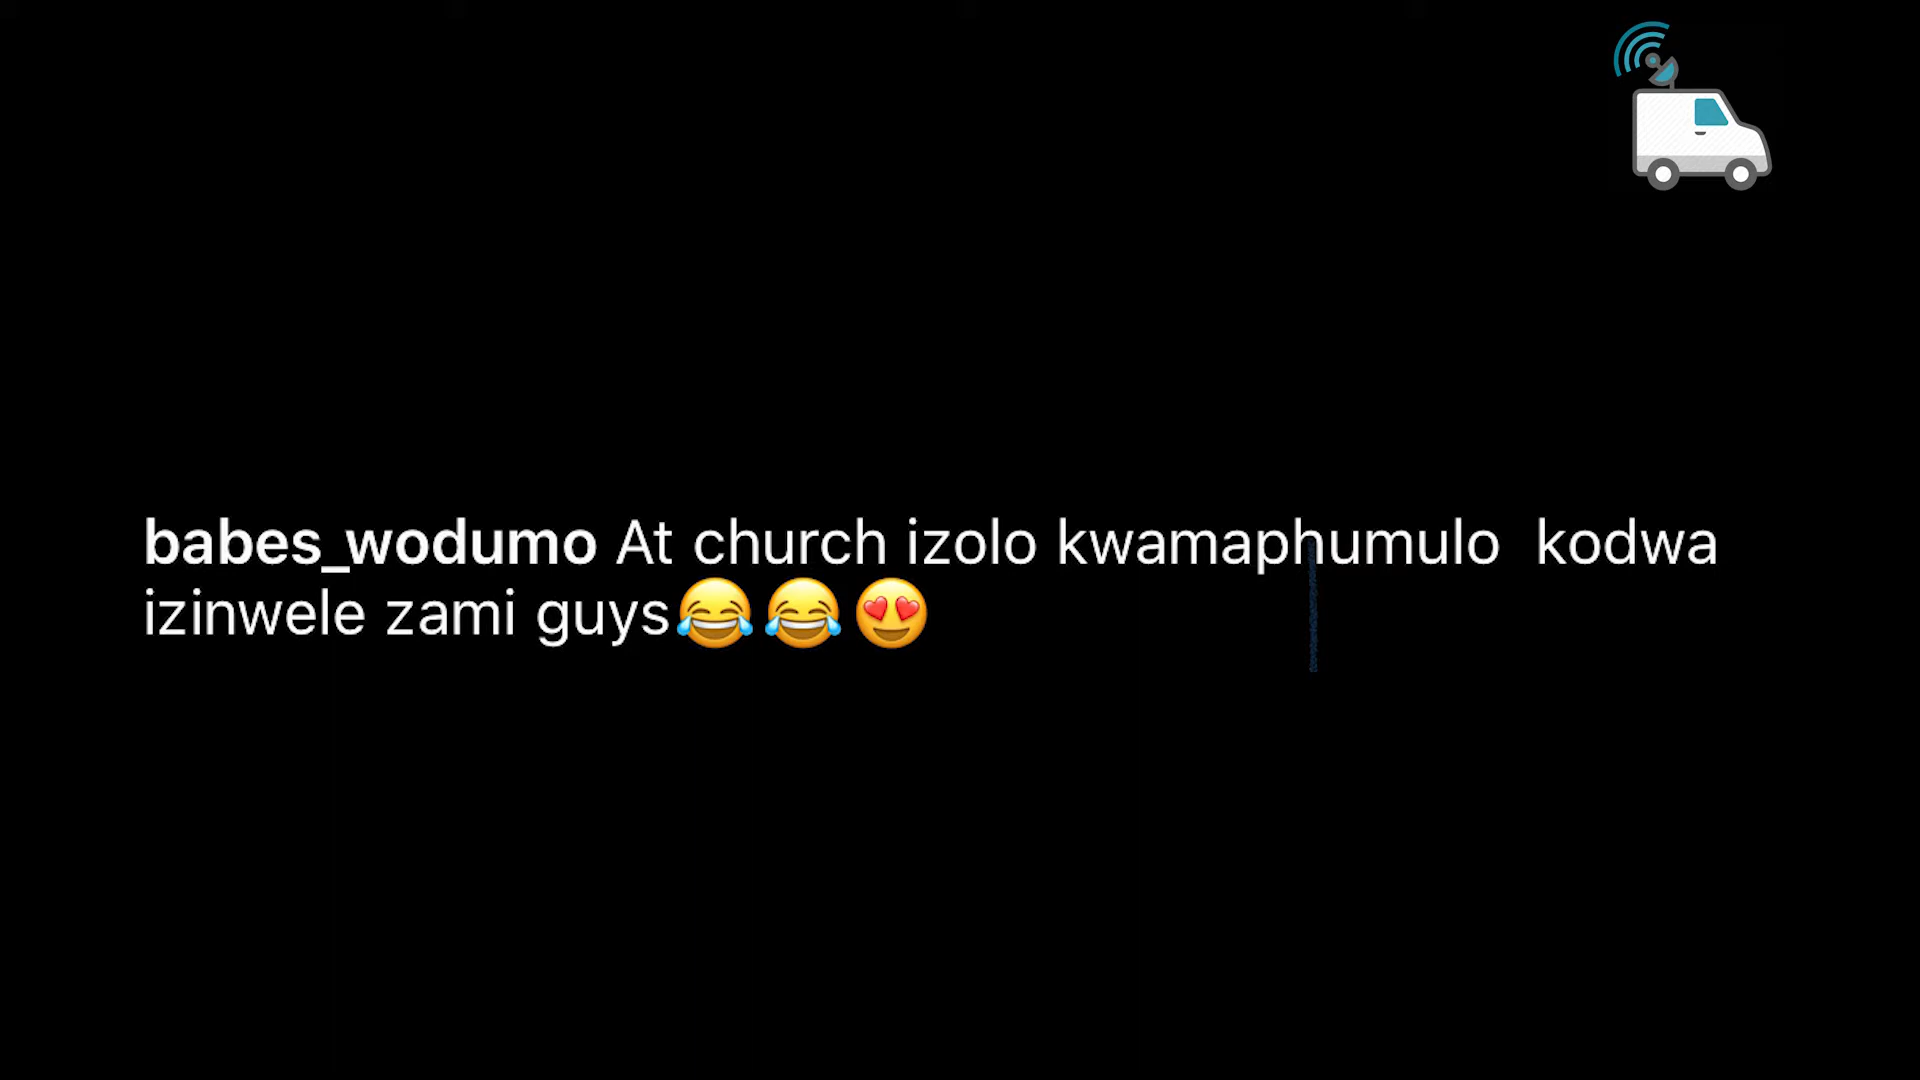 babes_wodumo At church izolo kwamaphumulo  kodwa
izinwele zami guys😂😂😍